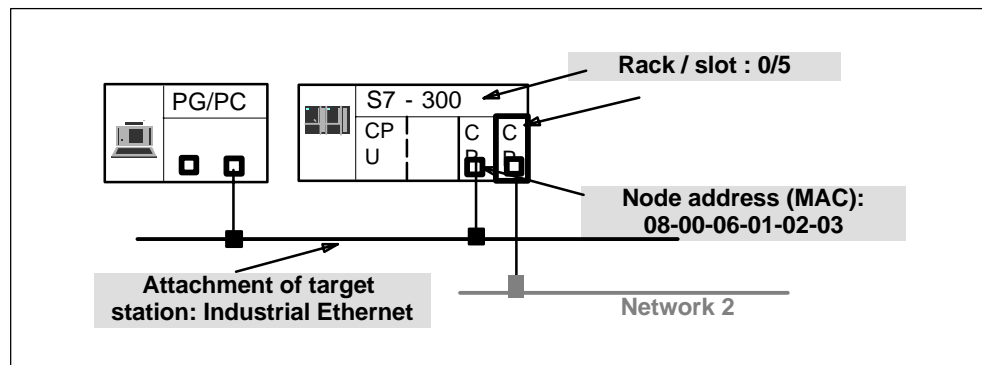 Rack / slot : 0/5
PG/PC
S7 - 300
CP
U
C
P
C
P
Node address (MAC):
08-00-06-01-02-03
Attachment of target
station: Industrial Ethernet
Network 2